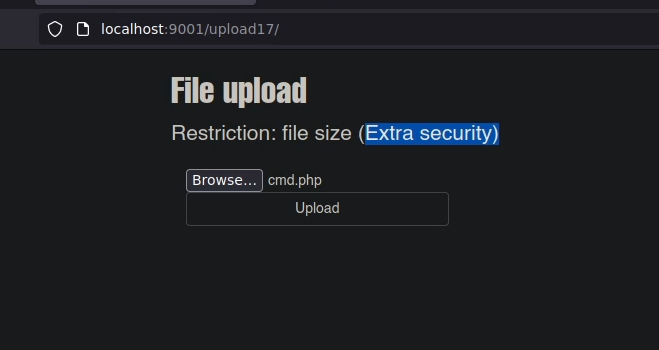 localhost:9001/upload17/
File upload
Restriction: file size (Extra security)
Browse... cmd.php
Upload